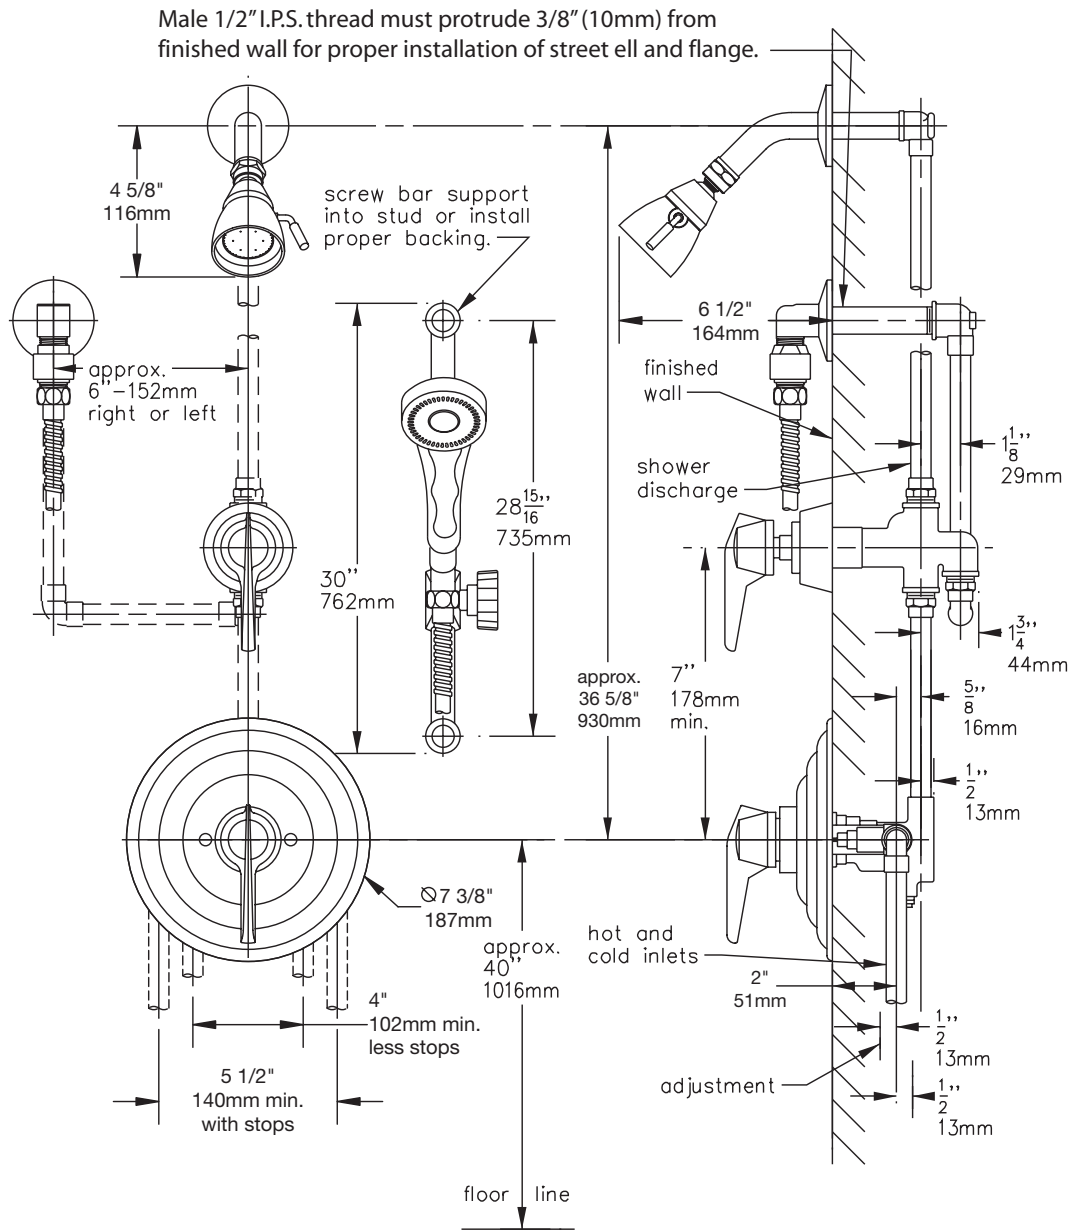 Male 1/2" I.P.S. thread must protrude 3/8" (10mm) from
finished wall for proper installation of street ell and flange.
4 5/8"
116mm
screw bar support
into stud or install
proper backing.
6 1/2"
164mm
approx.
6"-152mm
right or left
finished
wall
1 1/8"
29mm
shower
discharge
28 15/16"
735mm
30"
762mm
1 3/4"
44mm
approx.
36 5/8"
930mm
7"
178mm
min.
5/8"
16mm
1/2"
13mm
Ø7 3/8"
187mm
approx.
40"
1016mm
hot and
cold inlets
2"
51mm
4"
102mm min.
less stops
1/2"
13mm
5 1/2"
140mm min.
with stops
adjustment
1/2"
13mm
floor line